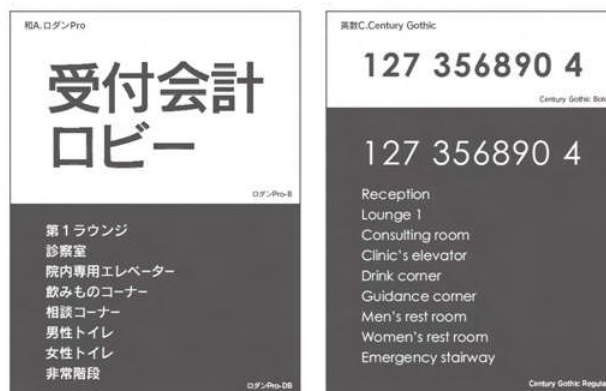 和A.ロダンPro
受付会計
ロビー
ロダンPro-B
第1ラウンジ
診察室
院内専用エレベーター
飲みものコーナー
相談コーナー
男性トイレ
女性トイレ
非常階段
ロダンPro-DB
英数C.Century Gothic
127 356890 4
Century Gothic Bold
127 356890 4
Reception
Lounge 1
Consulting room
Clinic's elevator
Drink corner
Guidance corner
Men's rest room
Women's rest room
Emergency stairway
Century Gothic Regular